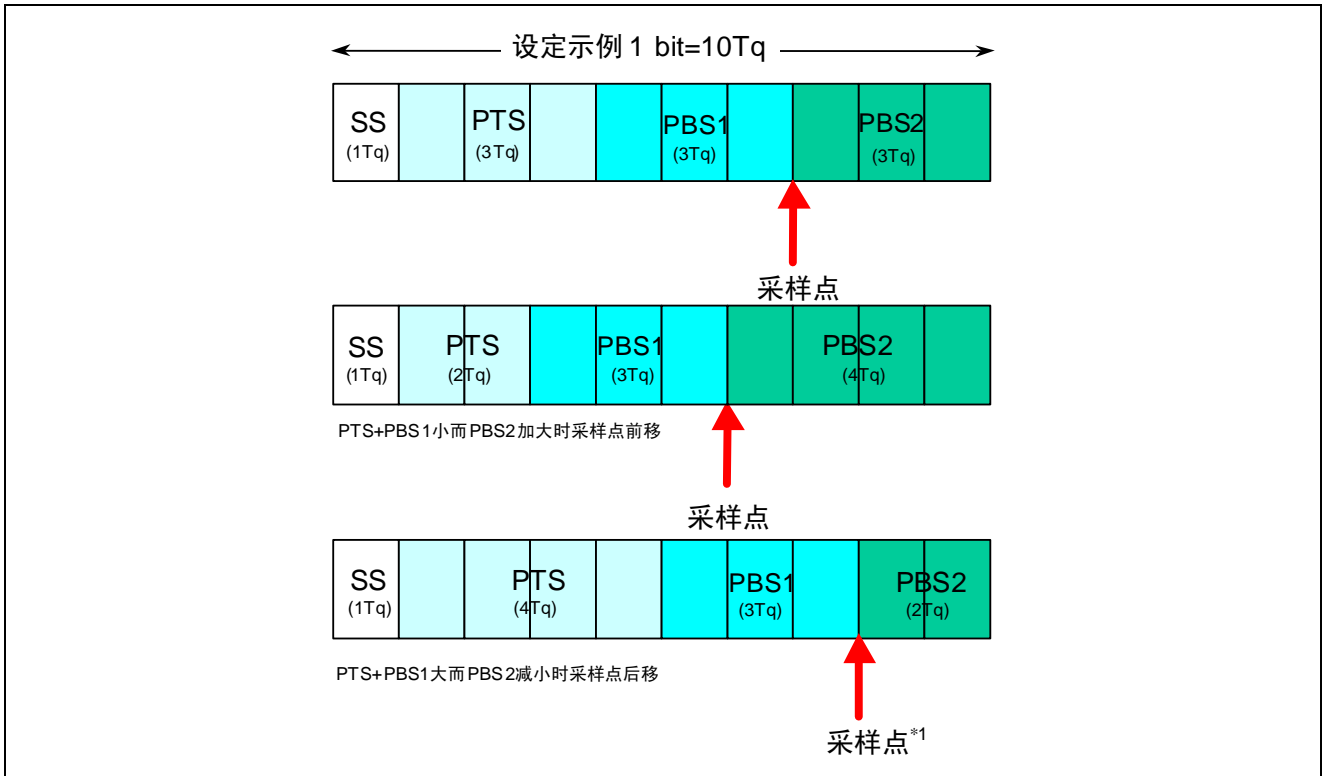 设定示例 1 bit=10Tq
SS PTS PBS1 PBS2
(1Tq) (3Tq) (3Tq) (3Tq)
采样点
SS PTS PBS1 PBS2
(1Tq) (2Tq) (3Tq) (4Tq)
PTS+PBS1小而PBS2加大时采样点前移
采样点
SS PTS PBS1 PBS2
(1Tq) (4Tq) (3Tq) (2Tq)
PTS+PBS1大而PBS2减小时采样点后移
采样点*1